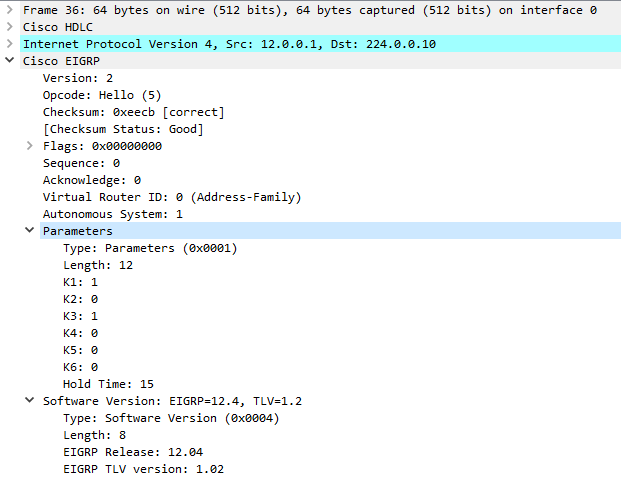 Frame 36: 64 bytes on wire (512 bits), 64 bytes captured (512 bits) on interface 0
Cisco HDLC
Internet Protocol Version 4, Src: 12.0.0.1, Dst: 224.0.0.10
Cisco EIGRP
Version: 2
Opcode: Hello (5)
Checksum: 0xeecb [correct]
[Checksum Status: Good]
Flags: 0x00000000
Sequence: 0
Acknowledge: 0
Virtual Router ID: 0 (Address-Family)
Autonomous System: 1
Parameters
Type: Parameters (0x0001)
Length: 12
K1: 1
K2: 0
K3: 1
K4: 0
K5: 0
K6: 0
Hold Time: 15
Software Version: EIGRP=12.4, TLV=1.2
Type: Software Version (0x0004)
Length: 8
EIGRP Release: 12.04
EIGRP TLV version: 1.02